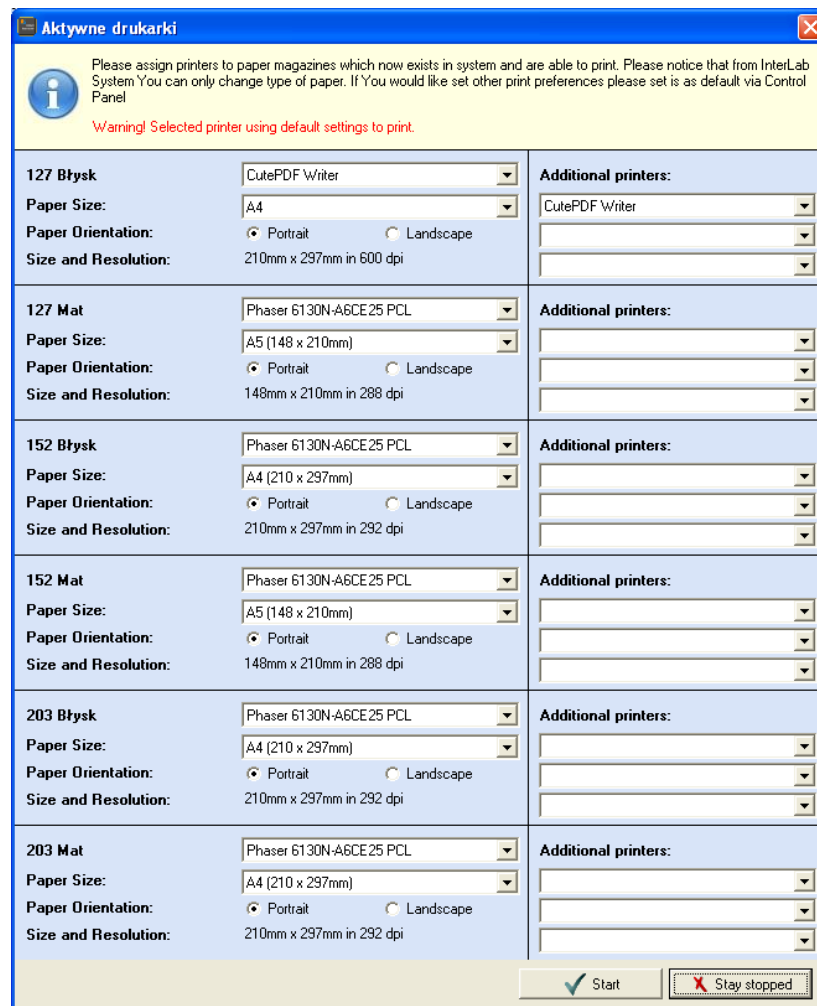 Aktywne drukarki
Please assign printers to paper magazines which now exists in system and are able to print. Please notice that from InterLab
System You can only change type of paper. If You would like set other print preferences please set is as default via Control
Panel
Warning! Selected printer using default settings to print.
127 Błysk CutePDF Writer Additional printers:
Paper Size: A4 CutePDF Writer
Paper Orientation: Portrait Landscape
Size and Resolution: 210mm x 297mm in 600 dpi
127 Mat Phaser 6130N-A6CE25 PCL Additional printers:
Paper Size: A5 (148 x 210mm)
Paper Orientation: Portrait Landscape
Size and Resolution: 148mm x 210mm in 288 dpi
152 Błysk Phaser 6130N-A6CE25 PCL Additional printers:
Paper Size: A4 (210 x 297mm)
Paper Orientation: Portrait Landscape
Size and Resolution: 210mm x 297mm in 292 dpi
152 Mat Phaser 6130N-A6CE25 PCL Additional printers:
Paper Size: A5 (148 x 210mm)
Paper Orientation: Portrait Landscape
Size and Resolution: 148mm x 210mm in 288 dpi
203 Błysk Phaser 6130N-A6CE25 PCL Additional printers:
Paper Size: A4 (210 x 297mm)
Paper Orientation: Portrait Landscape
Size and Resolution: 210mm x 297mm in 292 dpi
203 Mat Phaser 6130N-A6CE25 PCL Additional printers:
Paper Size: A4 (210 x 297mm)
Paper Orientation: Portrait Landscape
Size and Resolution: 210mm x 297mm in 292 dpi
Start Stay stopped